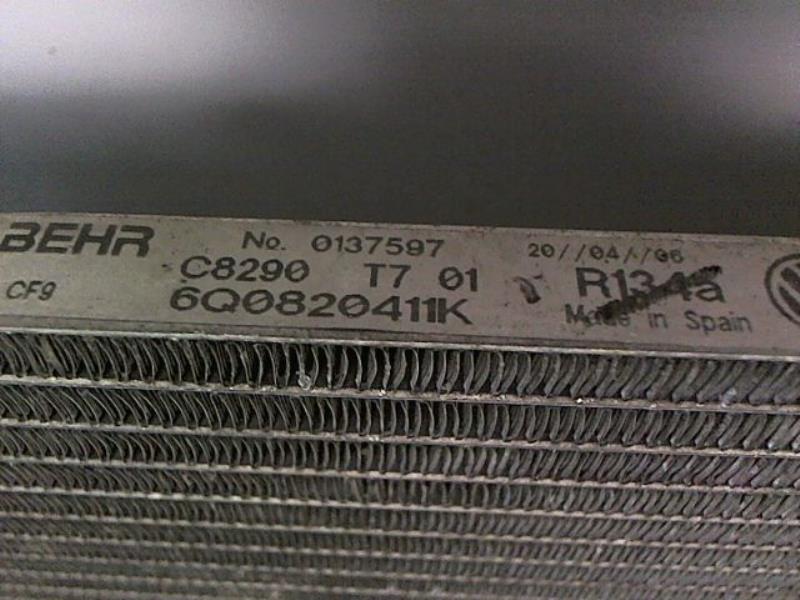 BEHR No. 0137597 20//04//06
C8290 T7 01 R134a
CF9 6Q0820411K Made in Spain